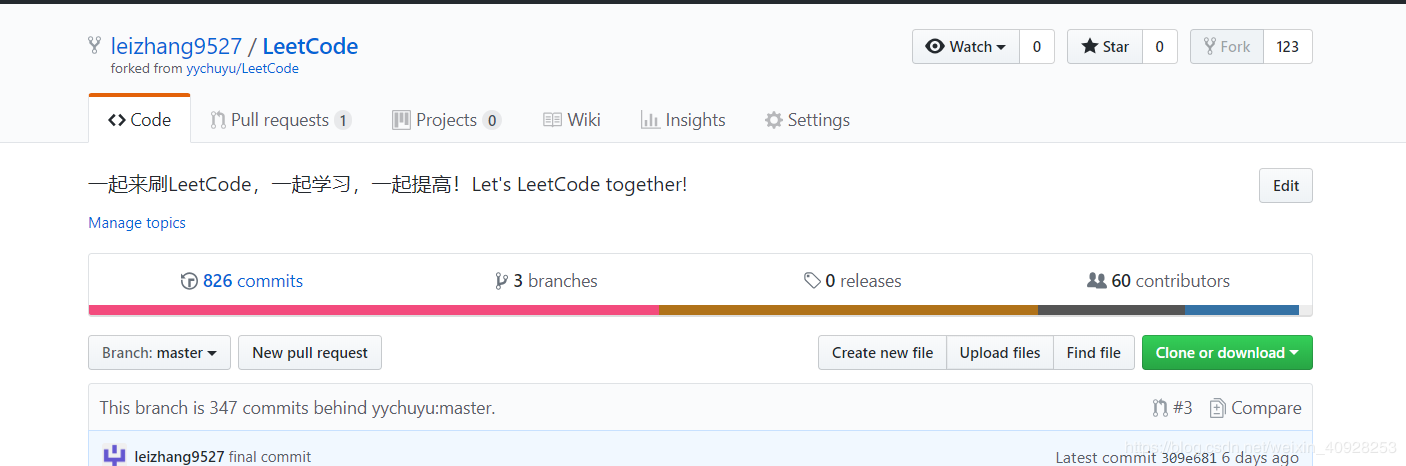 leizhang9527 / LeetCode
Watch 0 Star 0 Fork 123
forked from yychuyu/LeetCode
Code Pull requests 1 Projects 0 Wiki Insights Settings
一起来刷LeetCode，一起学习，一起提高！Let's LeetCode together! Edit
Manage topics
826 commits 3 branches 0 releases 60 contributors
Branch: master New pull request Create new file Upload files Find file Clone or download
This branch is 347 commits behind yychuyu:master. #3 Compare
leizhang9527 final commit Latest commit 309e681 6 days ago
https://blog.csdn.net/weixin_40928253